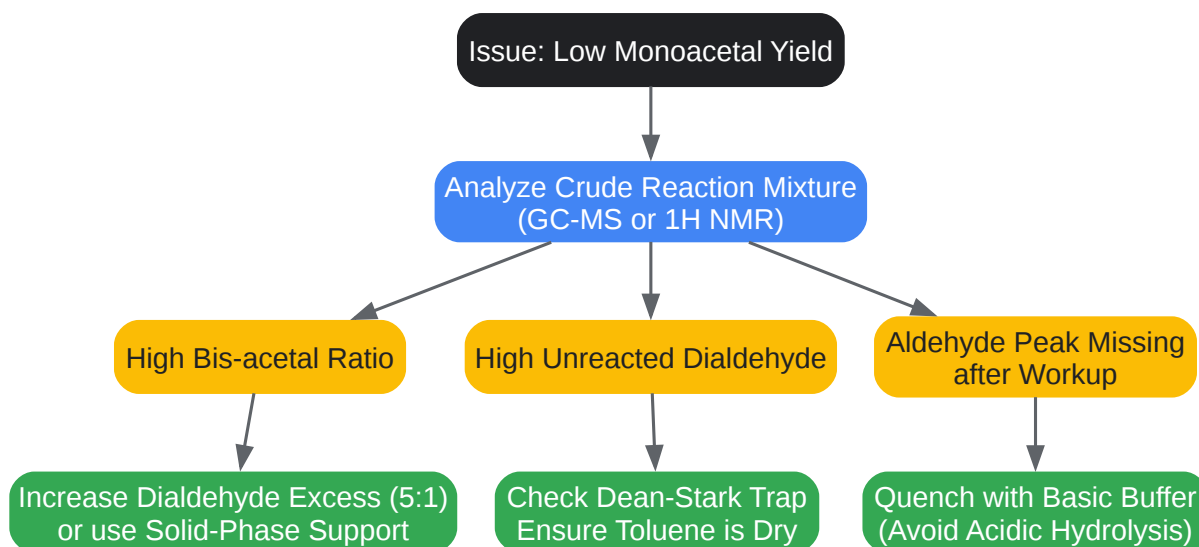 Issue: Low Monoacetal Yield
Analyze Crude Reaction Mixture
(GC-MS or 1H NMR)
High Bis-acetal Ratio
High Unreacted Dialdehyde
Aldehyde Peak Missing
after Workup
Increase Dialdehyde Excess (5:1)
or use Solid-Phase Support
Check Dean-Stark Trap
Ensure Toluene is Dry
Quench with Basic Buffer
(Avoid Acidic Hydrolysis)